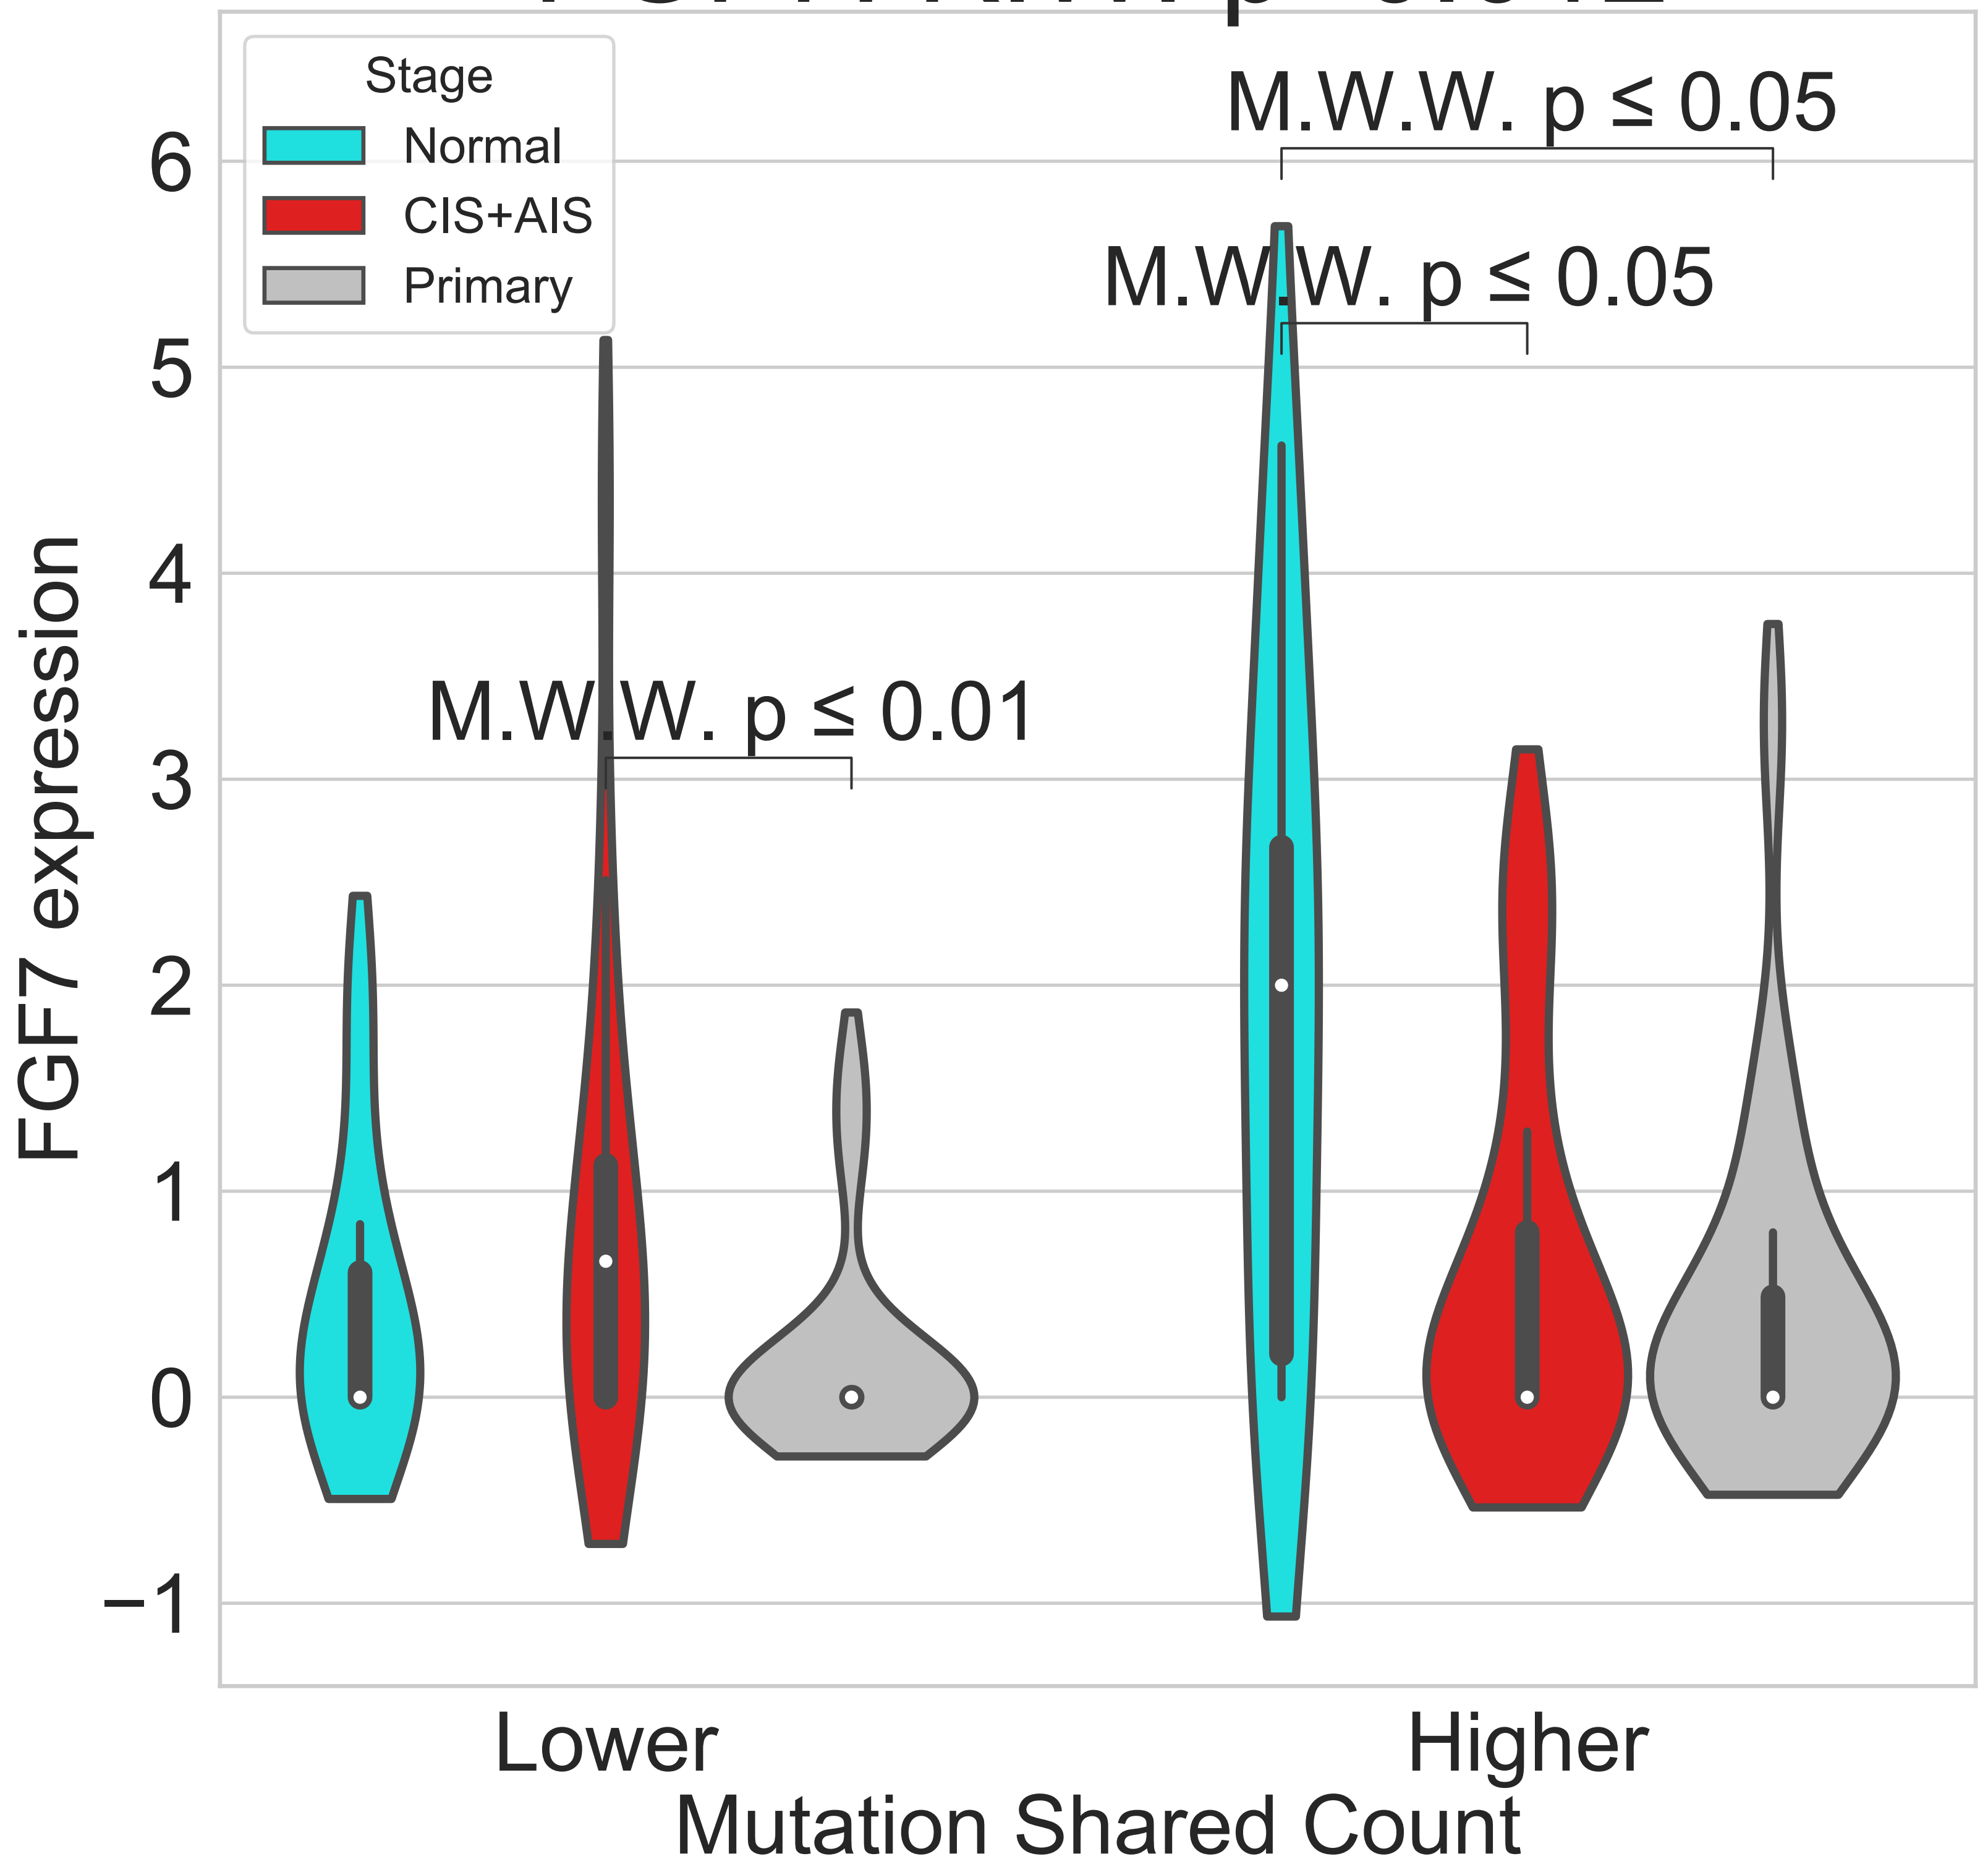 Stage
Normal
CIS+AIS
Primary
M.W.W. p ≤ 0.05
M.W.W. p ≤ 0.05
M.W.W. p ≤ 0.01
6
5
4
3
2
1
0
−1
FGF7 expression
Lower
Higher
Mutation Shared Count